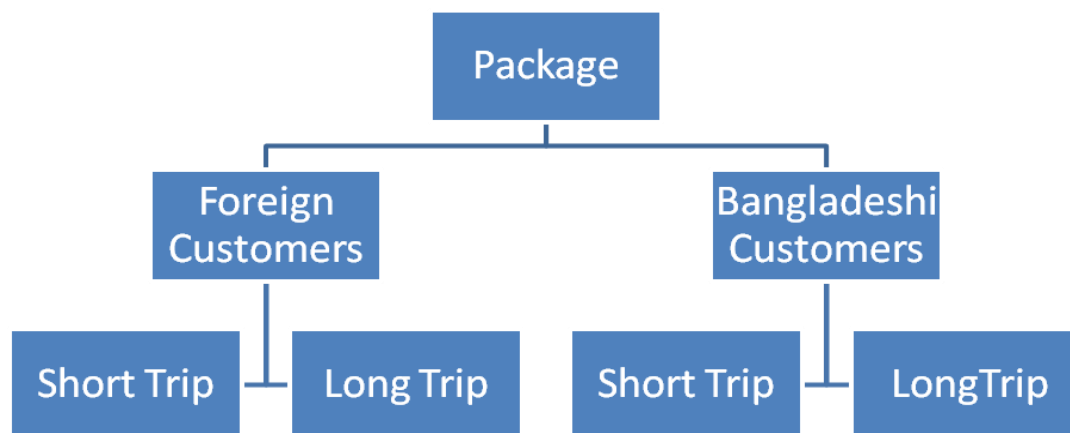 Package
Foreign
Customers
Bangladeshi
Customers
Short Trip
Long Trip
Short Trip
LongTrip